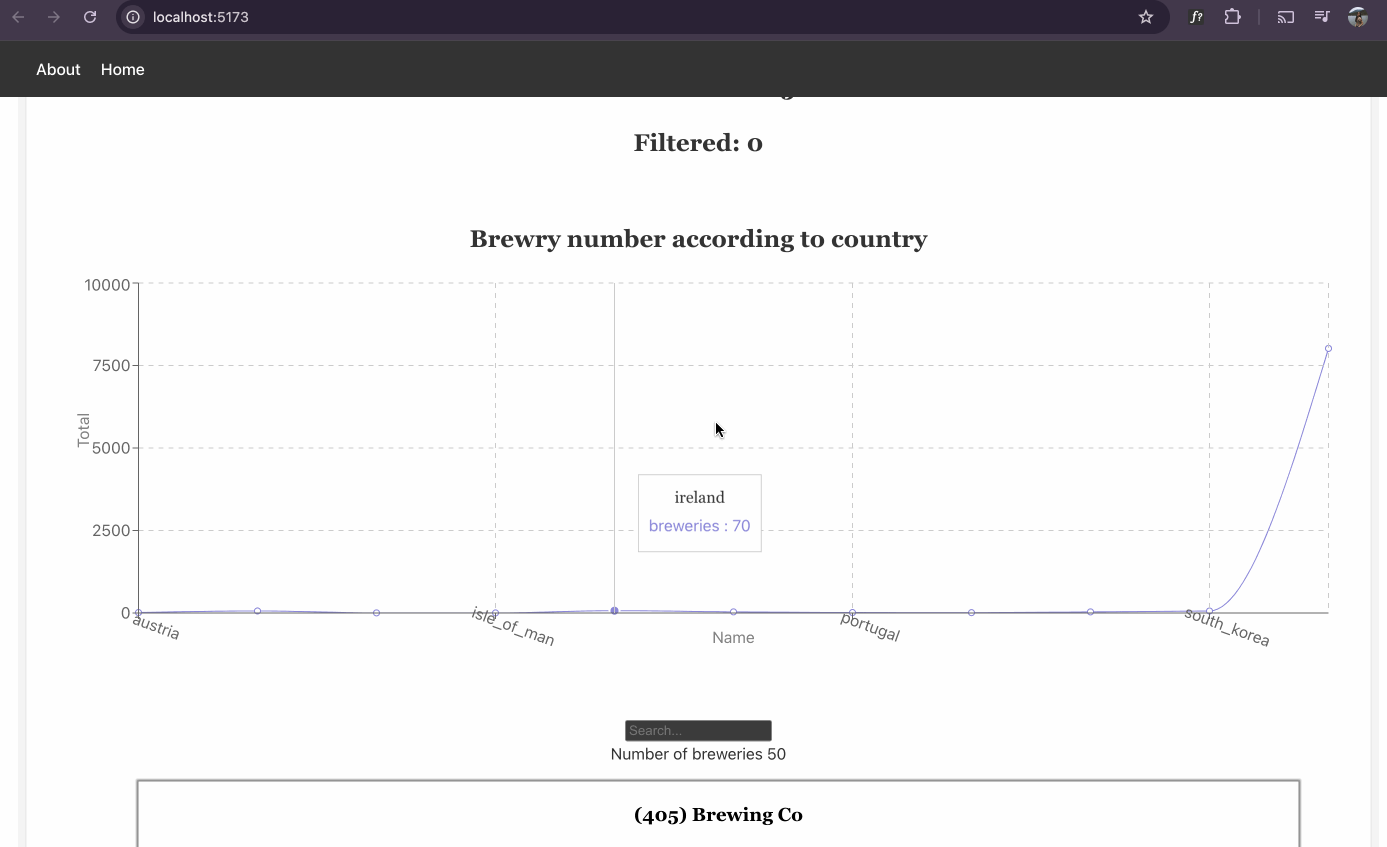 localhost:5173
f?
About Home
Filtered: 0
Brewry number according to country
10000
7500
5000
2500
0
Total
ireland
breweries : 70
austria
isle_of_man
portugal
south_korea
Name
Search...
Number of breweries 50
(405) Brewing Co